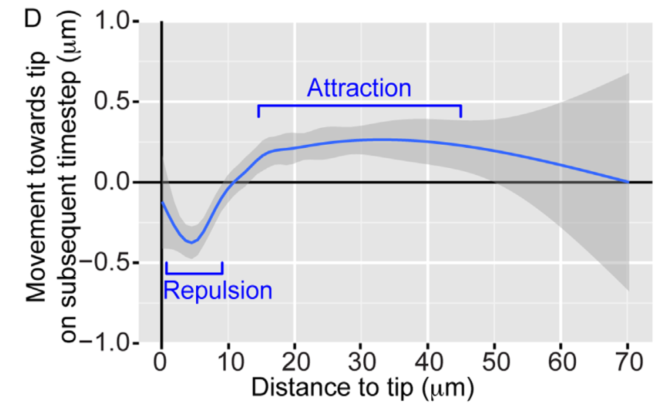 D
Movement towards tip
on subsequent timestep (μm)
1.0
0.5
0.0
−0.5
−1.0
Attraction
Repulsion
0 10 20 30 40 50 60 70
Distance to tip (μm)